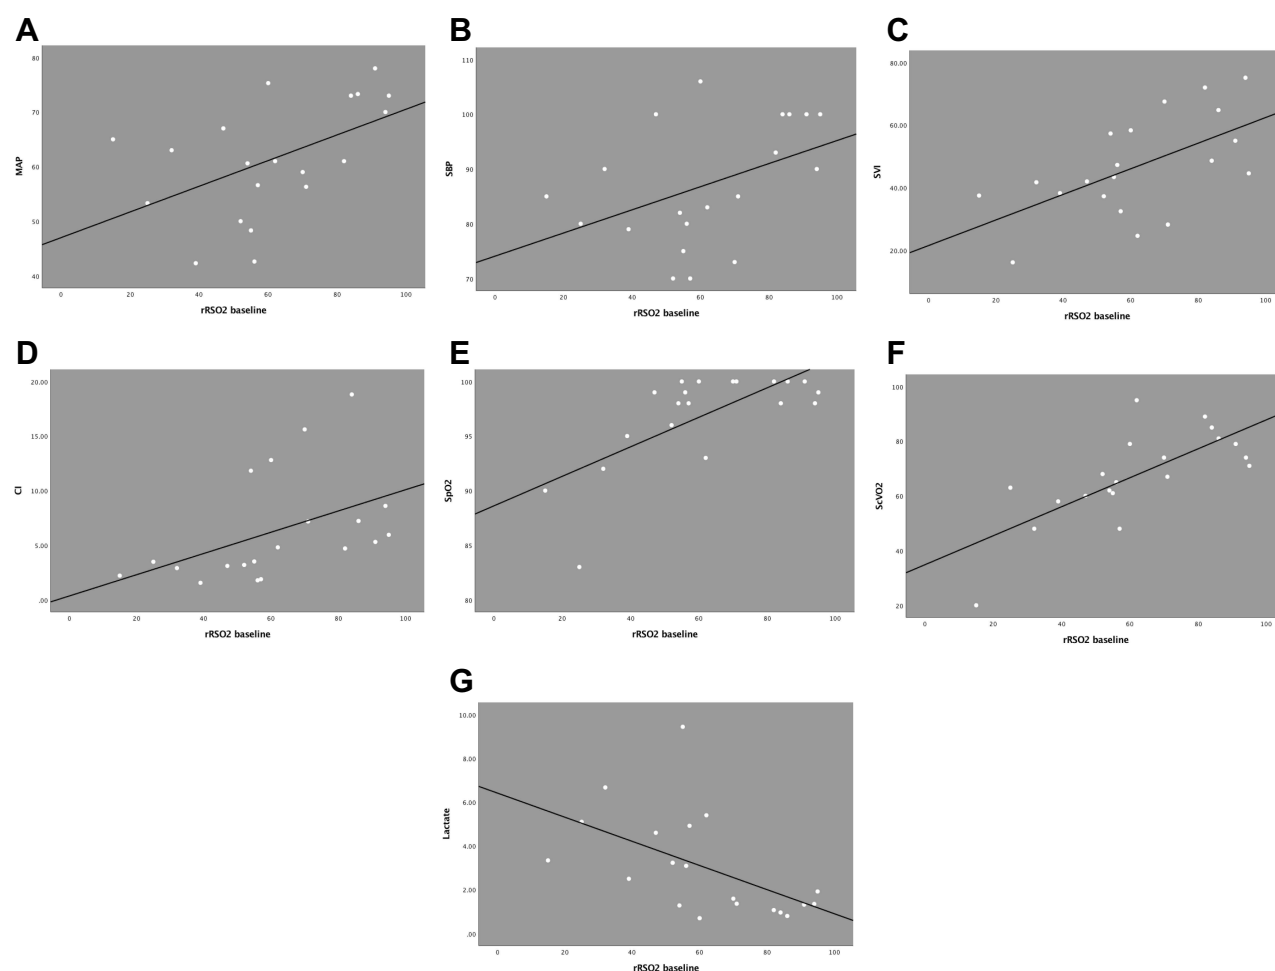 A
80
70
60
50
40
MAP
0 20 40 60 80 100
rRSO2 baseline
B
110
100
90
80
70
SBP
0 20 40 60 80 100
rRSO2 baseline
C
80.00
60.00
40.00
20.00
SVI
0 20 40 60 80 100
rRSO2 baseline
D
20.00
15.00
10.00
5.00
.00
CI
0 20 40 60 80 100
rRSO2 baseline
E
100
95
90
85
80
SpO2
0 20 40 60 80 100
rRSO2 baseline
F
100
80
60
40
20
ScVO2
0 20 40 60 80 100
rRSO2 baseline
G
10.00
8.00
6.00
4.00
2.00
.00
Lactate
0 20 40 60 80 100
rRSO2 baseline